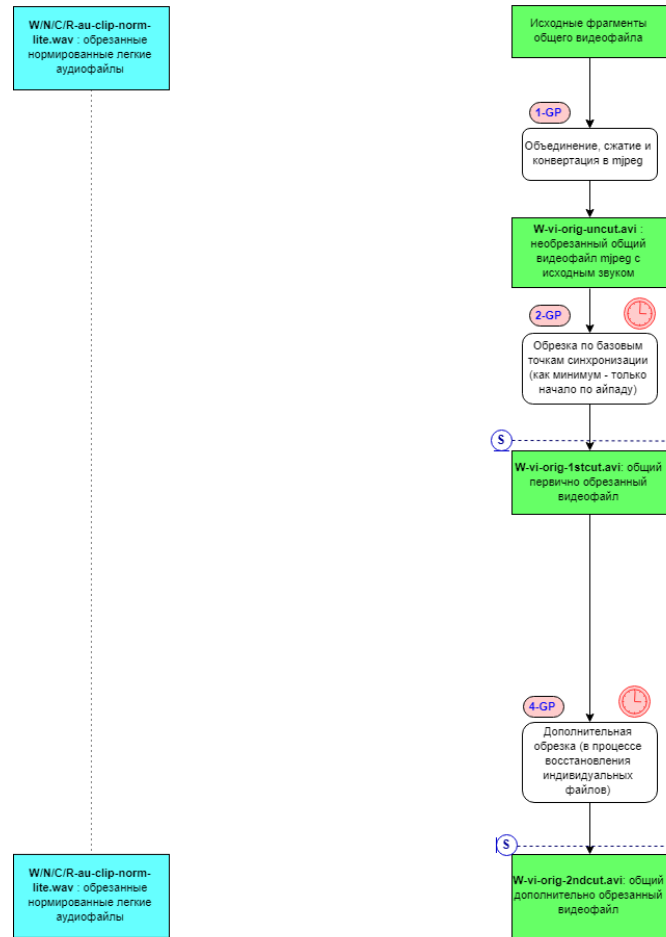 W/N/C/R-au-clip-norm-
lite.wav : обрезанные
нормированные легкие
аудиофайлы
Исходные фрагменты
общего видеофайла
1-GP
Объединение, сжатие и
конвертация в mjpeg
W-vi-orig-uncut.avi :
необрезанный общий
видеофайл mjpeg с
исходным звуком
2-GP
Обрезка по базовым
точкам синхронизации
(как минимум - только
начало по айпаду)
S
W-vi-orig-1stcut.avi: общий
первично обрезанный
видеофайл
4-GP
Дополнительная
обрезка (в процессе
восстановления
индивидуальных
файлов)
S
W/N/C/R-au-clip-norm-
lite.wav : обрезанные
нормированные легкие
аудиофайлы
W-vi-orig-2ndcut.avi: общий
дополнительно обрезанный
видеофайл